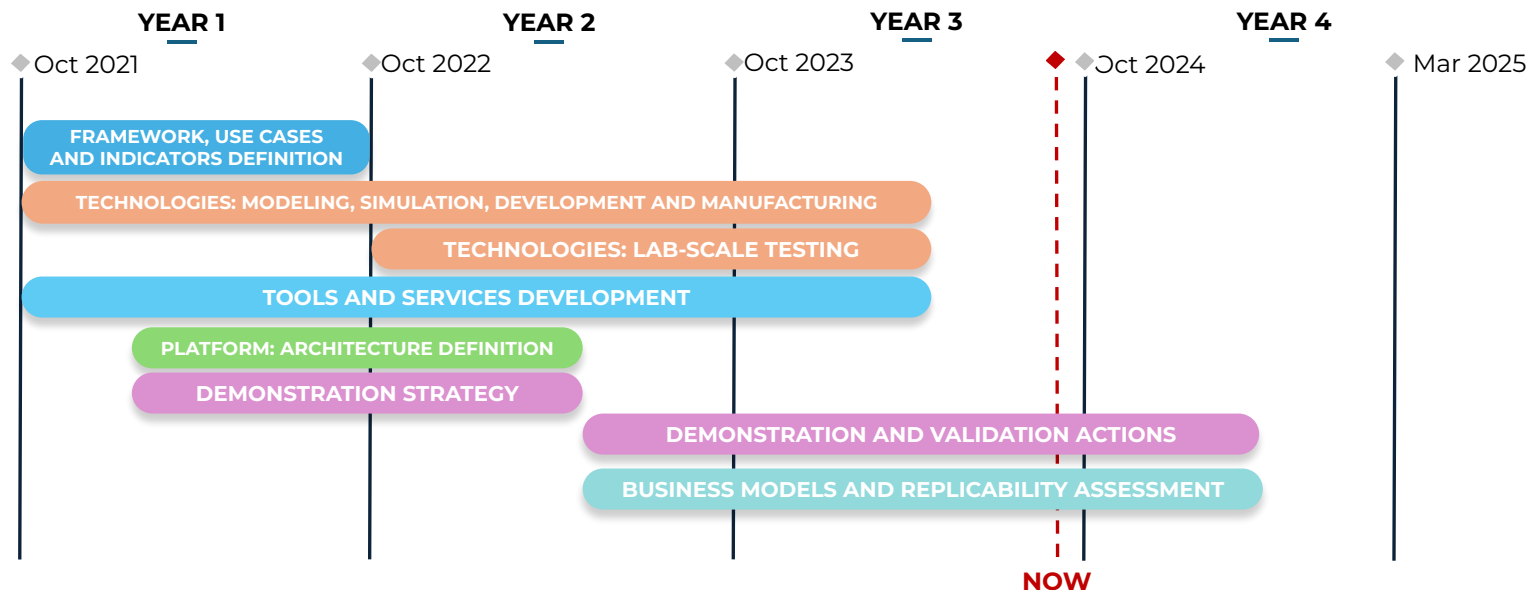 YEAR 1
YEAR 2
YEAR 3
YEAR 4
Oct 2021
Oct 2022
Oct 2023
Oct 2024
Mar 2025
FRAMEWORK, USE CASES
AND INDICATORS DEFINITION
TECHNOLOGIES: MODELING, SIMULATION, DEVELOPMENT AND MANUFACTURING
TECHNOLOGIES: LAB-SCALE TESTING
TOOLS AND SERVICES DEVELOPMENT
PLATFORM: ARCHITECTURE DEFINITION
DEMONSTRATION STRATEGY
DEMONSTRATION AND VALIDATION ACTIONS
BUSINESS MODELS AND REPLICABILITY ASSESSMENT
NOW